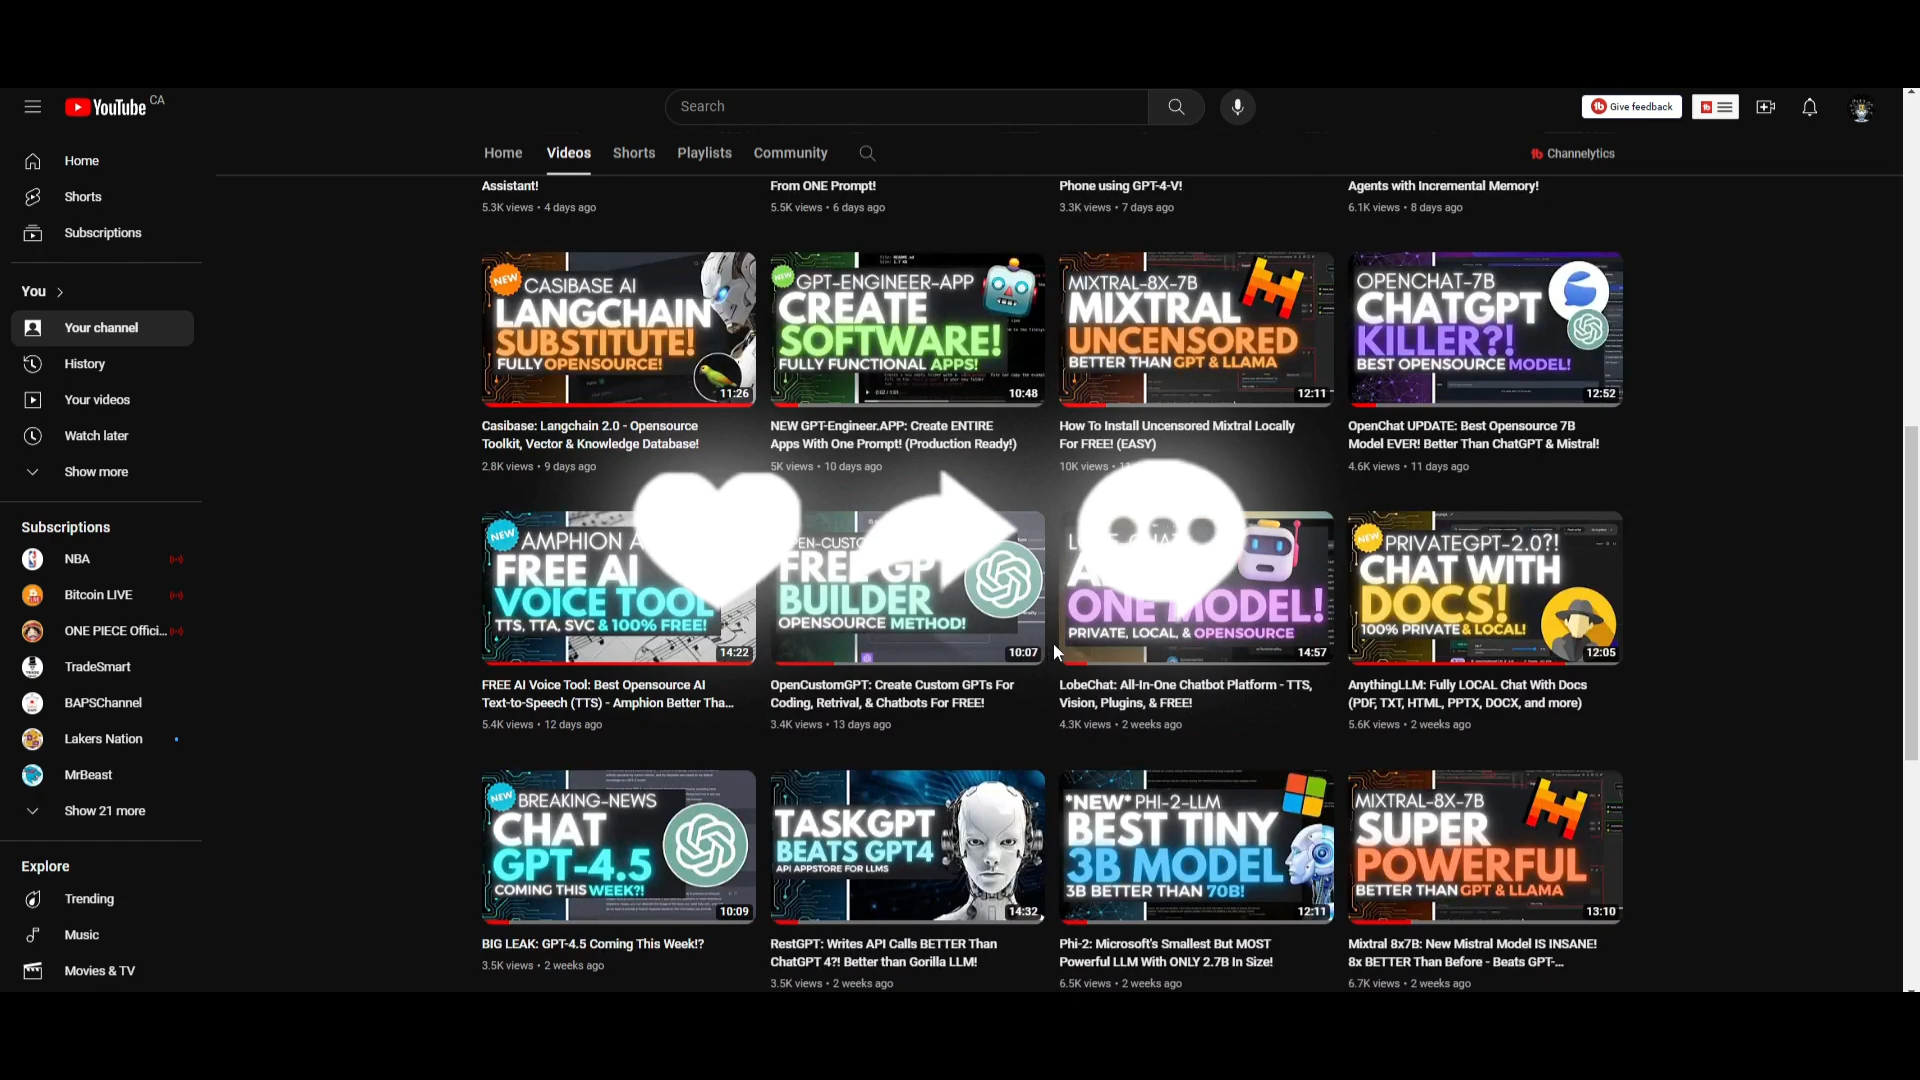 YouTube CA
Search
Give feedback
Home
Shorts
Subscriptions
You
Your channel
History
Your videos
Watch later
Show more
Subscriptions
NBA
Bitcoin LIVE
ONE PIECE Offici...
TradeSmart
BAPSChannel
Lakers Nation
MrBeast
Show 21 more
Explore
Trending
Music
Movies & TV
Home Videos Shorts Playlists Community
Channelytics
Assistant!
5.3K views • 4 days ago
From ONE Prompt!
5.5K views • 6 days ago
Phone using GPT-4-V!
3.3K views • 7 days ago
Agents with Incremental Memory!
6.1K views • 8 days ago
NEW
CASIBASE AI
LANGCHAIN
SUBSTITUTE!
FULLY OPENSOURCE!
11:26
Casibase: Langchain 2.0 - Opensource
Toolkit, Vector & Knowledge Database!
2.8K views • 9 days ago
NEW
GPT-ENGINEER-APP
CREATE
SOFTWARE!
FULLY FUNCTIONAL APPS!
10:48
NEW GPT-Engineer.APP: Create ENTIRE
Apps With One Prompt! (Production Ready!)
5K views • 10 days ago
MIXTRAL-8X-7B
MIXTRAL
UNCENSORED
BETTER THAN GPT & LLAMA
12:11
How To Install Uncensored Mixtral Locally
For FREE! (EASY)
10K views •
OPENCHAT-7B
CHATGPT
KILLER?!
BEST OPENSOURCE MODEL!
12:52
OpenChat UPDATE: Best Opensource 7B
Model EVER! Better Than ChatGPT & Mistral!
4.6K views • 11 days ago
NEW
AMPHION
FREE AI
VOICE TOOL
TTS, TTA, SVC & 100% FREE!
14:22
FREE AI Voice Tool: Best Opensource AI
Text-to-Speech (TTS) - Amphion Better Tha...
5.4K views • 12 days ago
FREE GP
BUILDER
OPENSOURCE METHOD!
10:07
OpenCustomGPT: Create Custom GPTs For
Coding, Retrival, & Chatbots For FREE!
3.4K views • 13 days ago
ONE MODEL!
PRIVATE, LOCAL, & OPENSOURCE
14:57
LobeChat: All-In-One Chatbot Platform - TTS,
Vision, Plugins, & FREE!
4.3K views • 2 weeks ago
NEW
PRIVATEGPT-2.0?!
CHAT WITH
DOCS!
100% PRIVATE & LOCAL!
12:05
AnythingLLM: Fully LOCAL Chat With Docs
(PDF, TXT, HTML, PPTX, DOCX, and more)
5.6K views • 2 weeks ago
NEW
BREAKING-NEWS
CHAT
GPT-4.5
COMING THIS WEEK?!
10:09
BIG LEAK: GPT-4.5 Coming This Week!?
3.5K views • 2 weeks ago
TASKGPT
BEATS GPT4
API APPSTORE FOR LLMS
14:32
RestGPT: Writes API Calls BETTER Than
ChatGPT 4?! Better than Gorilla LLM!
3.5K views • 2 weeks ago
*NEW* PHI-2-LLM
BEST TINY
3B MODEL
3B BETTER THAN 70B!
12:11
Phi-2: Microsoft's Smallest But MOST
Powerful LLM With ONLY 2.7B In Size!
6.5K views • 2 weeks ago
MIXTRAL-8X-7B
SUPER
POWERFUL
BETTER THAN GPT & LLAMA
13:10
Mixtral 8x7B: New Mistral Model IS INSANE!
8x BETTER Than Before - Beats GPT-...
6.7K views • 2 weeks ago